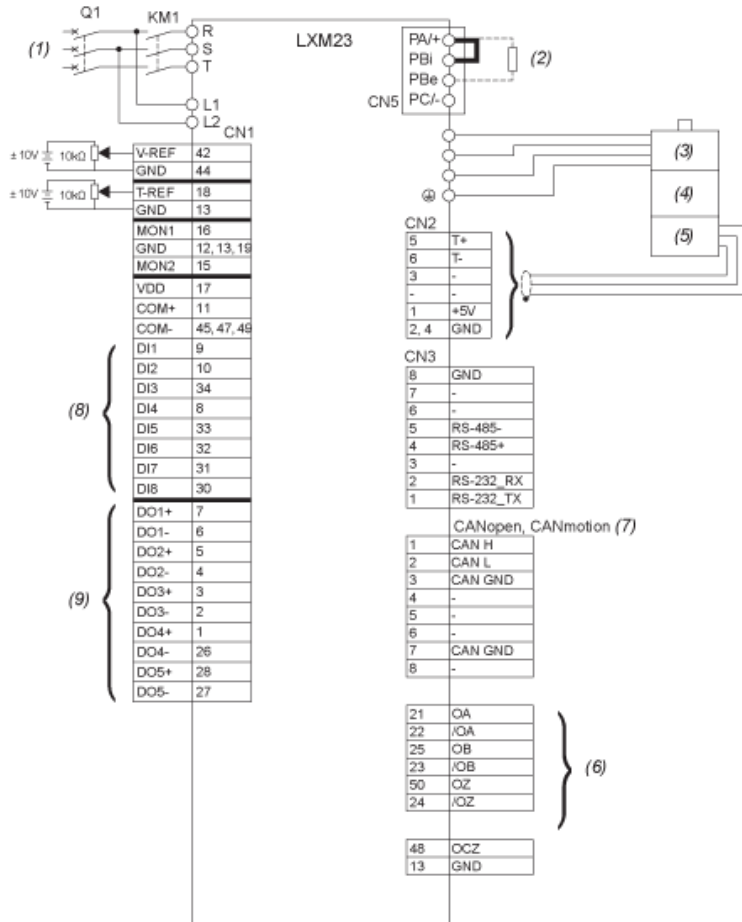 Q1
KM1
(1)
R
S
T
L1
L2
LXM23
PA/+
PBi
PBe
PC/-
CN5
(2)
CN1
± 10V 10kΩ
V-REF 42
GND 44
± 10V 10kΩ
T-REF 18
GND 13
MON1 16
GND 12, 13, 19
MON2 15
VDD 17
COM+ 11
COM- 45, 47, 49
(8)
DI1 9
DI2 10
DI3 34
DI4 8
DI5 33
DI6 32
DI7 31
DI8 30
(9)
DO1+ 7
DO1- 6
DO2+ 5
DO2- 4
DO3+ 3
DO3- 2
DO4+ 1
DO4- 26
DO5+ 28
DO5- 27
(3)
(4)
(5)
CN2
5 T+
6 T-
3 -
- -
1 +5V
2, 4 GND
CN3
8 GND
7 -
6 -
5 RS-485-
4 RS-485+
3 -
2 RS-232_RX
1 RS-232_TX
CANopen, CANmotion (7)
1 CAN H
2 CAN L
3 CAN GND
4 -
5 -
6 -
7 CAN GND
8 -
21 OA
22 /OA
25 OB
23 /OB
50 OZ
24 /OZ
(6)
48 OCZ
13 GND